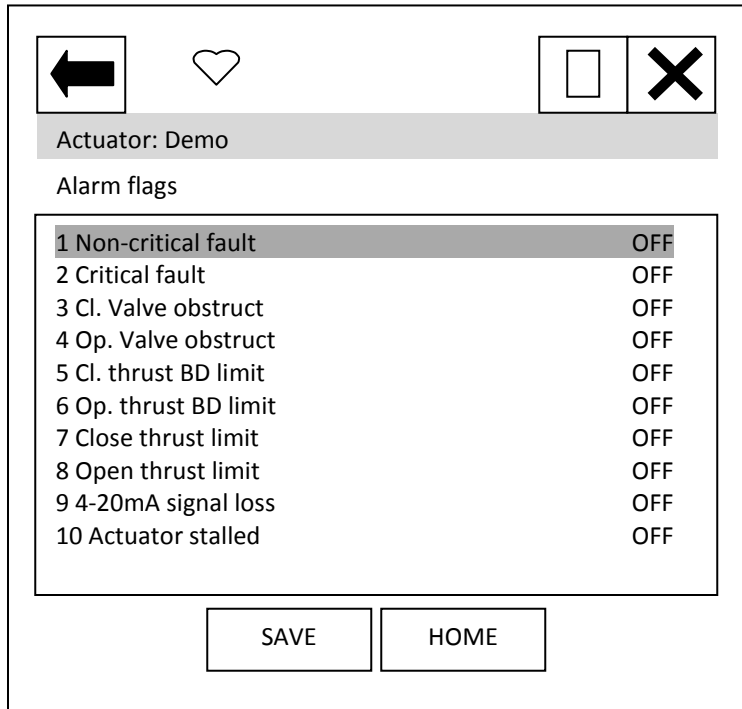 Actuator: Demo
Alarm flags
1 Non-critical fault OFF
2 Critical fault OFF
3 Cl. Valve obstruct OFF
4 Op. Valve obstruct OFF
5 Cl. thrust BD limit OFF
6 Op. thrust BD limit OFF
7 Close thrust limit OFF
8 Open thrust limit OFF
9 4-20mA signal loss OFF
10 Actuator stalled OFF
SAVE HOME